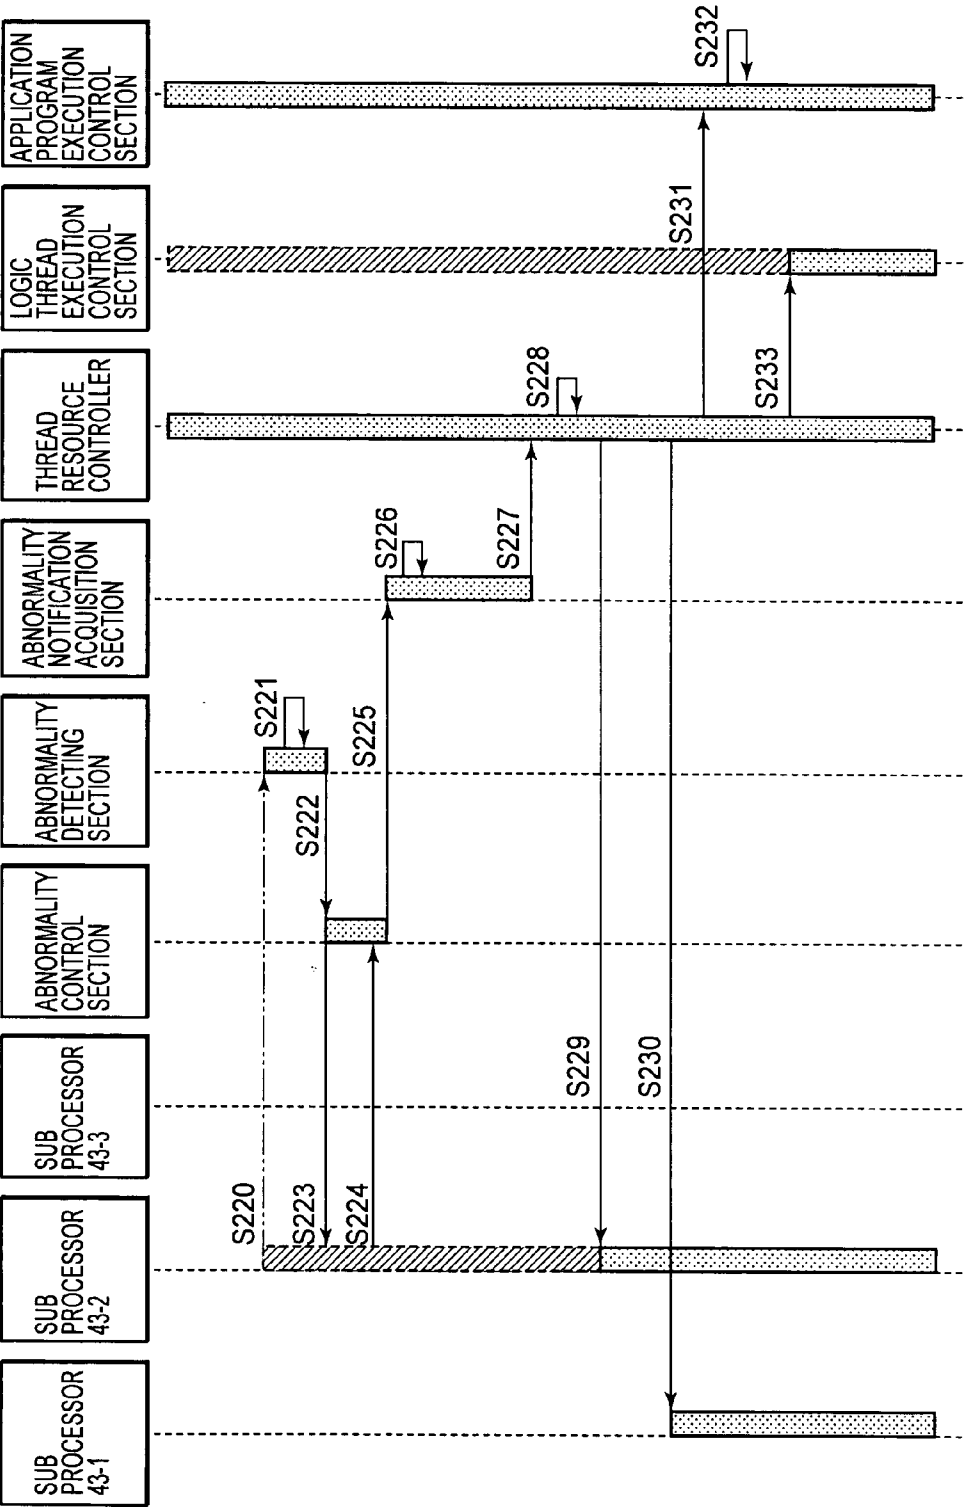 SUB
PROCESSOR
43-1
SUB
PROCESSOR
43-2
SUB
PROCESSOR
43-3
ABNORMALITY
CONTROL
SECTION
ABNORMALITY
DETECTING
SECTION
ABNORMALITY
NOTIFICATION
ACQUISITION
SECTION
THREAD
RESOURCE
CONTROLLER
LOGIC
THREAD
EXECUTION
CONTROL
SECTION
APPLICATION
PROGRAM
EXECUTION
CONTROL
SECTION
S220
S221
S222
S223
S224
S225
S226
S227
S228
S229
S230
S231
S232
S233